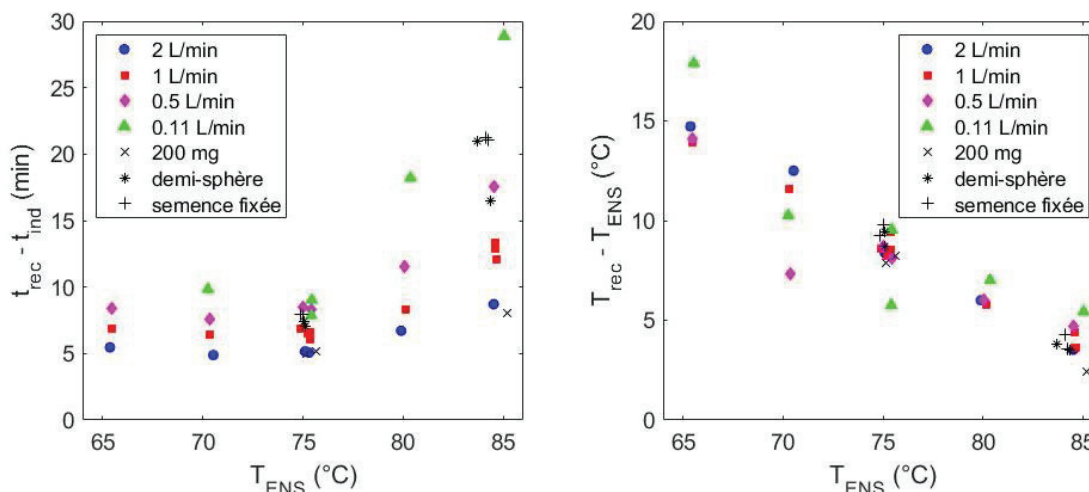 30
25
20
15
10
5
0
65 70 75 80 85
t_rec - t_ind (min)
T_ENS (°C)
2 L/min
1 L/min
0.5 L/min
0.11 L/min
200 mg
demi-sphère
semence fixée
20
15
10
5
0
65 70 75 80 85
T_rec - T_ENS (°C)
T_ENS (°C)
2 L/min
1 L/min
0.5 L/min
0.11 L/min
200 mg
demi-sphère
semence fixée